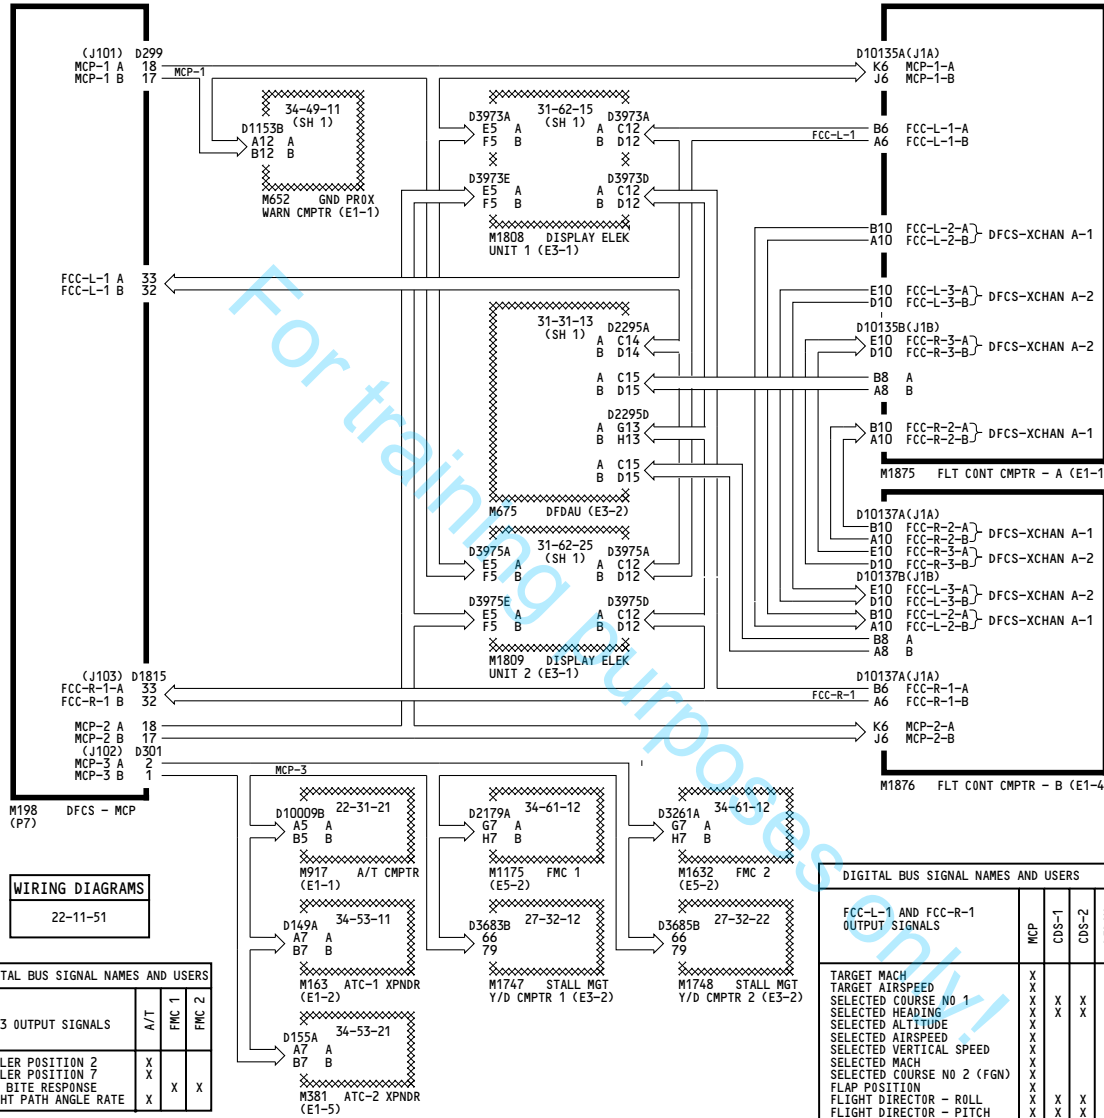 (J101) D299
MCP-1 A 18
MCP-1 B 17
MCP-1
34-49-11
(SH 1)
D1153B
A12 A
B12 B
M652 GND PROX
WARN CMPTR (E1-1)
31-62-15
(SH 1)
D3973A
E5 A
F5 B
D3973A
A C12
B D12
D3973E
E5 A
F5 B
D3973D
A C12
B D12
M1808 DISPLAY ELEK
UNIT 1 (E3-1)
D10135A(J1A)
K6 MCP-1-A
J6 MCP-1-B
FCC-L-1
B6 FCC-L-1-A
A6 FCC-L-1-B
B10 FCC-L-2-A
A10 FCC-L-2-B
DFCS-XCHAN A-1
E10 FCC-L-3-A
D10 FCC-L-3-B
DFCS-XCHAN A-2
D10135B(J1B)
E10 FCC-R-3-A
D10 FCC-R-3-B
DFCS-XCHAN A-2
B8 A
A8 B
B10 FCC-R-2-A
A10 FCC-R-2-B
DFCS-XCHAN A-1
M1875 FLT CONT CMPTR - A (E1-1
FCC-L-1 A 33
FCC-L-1 B 32
31-31-13
(SH 1)
D2295A
A C14
B D14
A C15
B D15
D2295D
A G13
B H13
A C15
B D15
M675 DFDAU (E3-2)
31-62-25
(SH 1)
D3975A
E5 A
F5 B
D3975A
A C12
B D12
D3975E
E5 A
F5 B
D3975D
A C12
B D12
M1809 DISPLAY ELEK
UNIT 2 (E3-1)
D10137A(J1A)
B10 FCC-R-2-A
A10 FCC-R-2-B
DFCS-XCHAN A-1
E10 FCC-R-3-A
D10 FCC-R-3-B
DFCS-XCHAN A-2
D10137B(J1B)
E10 FCC-L-3-A
D10 FCC-L-3-B
DFCS-XCHAN A-2
B10 FCC-L-2-A
A10 FCC-L-2-B
DFCS-XCHAN A-1
B8 A
A8 B
D10137A(J1A)
FCC-R-1
B6 FCC-R-1-A
A6 FCC-R-1-B
K6 MCP-2-A
J6 MCP-2-B
M1876 FLT CONT CMPTR - B (E1-4
(J103) D1815
FCC-R-1-A 33
FCC-R-1 B 32
MCP-2 A 18
MCP-2 B 17
(J102) D301
MCP-3 A 2
MCP-3 B 1
MCP-3
M198 DFCS - MCP
(P7)
22-31-21
D10009B
A5 A
B5 B
M917 A/T CMPTR
(E1-1)
34-61-12
D2179A
G7 A
H7 B
M1175 FMC 1
(E5-2)
34-61-12
D3261A
G7 A
H7 B
M1632 FMC 2
(E5-2)
34-53-11
D149A
A7 A
B7 B
M163 ATC-1 XPNDR
(E1-2)
27-32-12
D3683B
66
79
M1747 STALL MGT
Y/D CMPTR 1 (E3-2)
27-32-22
D3685B
66
79
M1748 STALL MGT
Y/D CMPTR 2 (E3-2)
34-53-21
D155A
A7 A
B7 B
M381 ATC-2 XPNDR
(E1-5)
WIRING DIAGRAMS
22-11-51
TAL BUS SIGNAL NAMES AND USERS
3 OUTPUT SIGNALS A/T FMC 1 FMC 2
LER POSITION 2 X
LER POSITION 7 X
BITE RESPONSE X X
HT PATH ANGLE RATE X
DIGITAL BUS SIGNAL NAMES AND USERS
FCC-L-1 AND FCC-R-1
OUTPUT SIGNALS
MCP CDS-1 CDS-2
TARGET MACH X
TARGET AIRSPEED X
SELECTED COURSE NO 1 X X X
SELECTED HEADING X X X
SELECTED ALTITUDE X
SELECTED AIRSPEED X
SELECTED VERTICAL SPEED X
SELECTED MACH X
SELECTED COURSE NO 2 (FGN) X
FLAP POSITION X
FLIGHT DIRECTOR - ROLL X X X
FLIGHT DIRECTOR - PITCH X X X
For training purposes only!